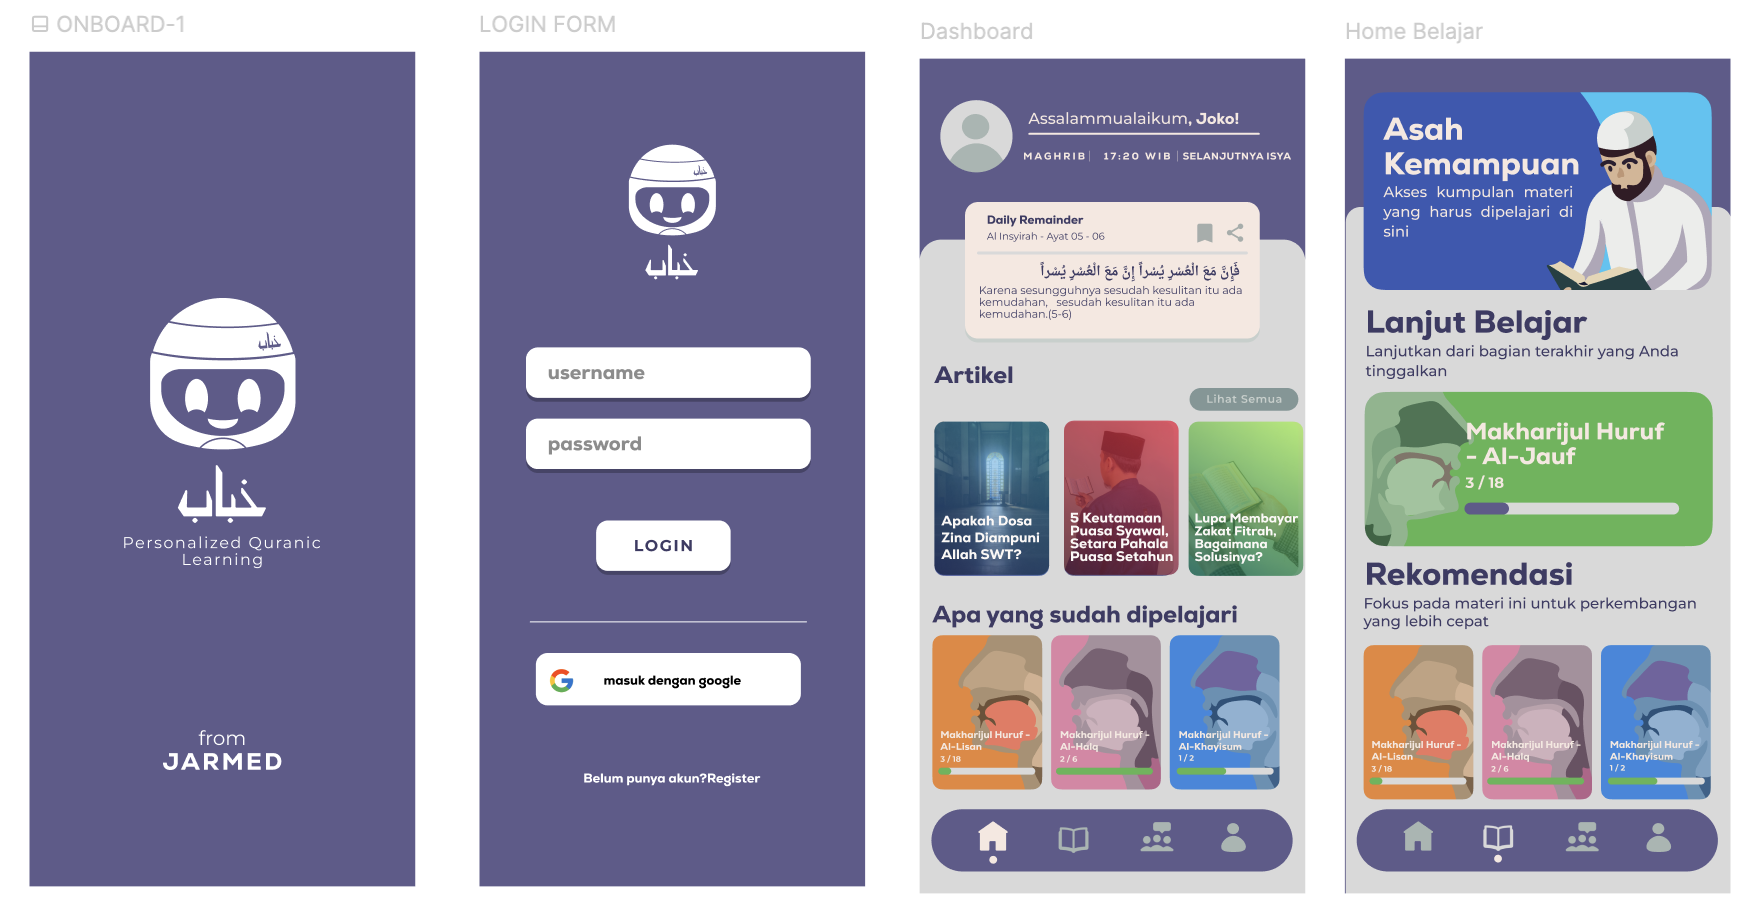 ONBOARD-1
خباب
خباب
Personalized Quranic
Learning
from
JARMED
LOGIN FORM
خباب
خباب
username
password
LOGIN
masuk dengan google
Belum punya akun?Register
Dashboard
Assalammualaikum, Joko!
MAGHRIB | 17:20 WIB | SELANJUTNYA ISYA
Daily Remainder
Al Insyirah - Ayat 05 - 06
فَإِنَّ مَعَ الْعُسْرِ يُسْراً إِنَّ مَعَ الْعُسْرِ يُسْراً
Karena sesungguhnya sesudah kesulitan itu ada
kemudahan, sesudah kesulitan itu ada
kemudahan.(5-6)
Artikel
Lihat Semua
Apakah Dosa
Zina Diampuni
Allah SWT?
5 Keutamaan
Puasa Syawal,
Setara Pahala
Puasa Setahun
Lupa Membayar
Zakat Fitrah,
Bagaimana
Solusinya?
Apa yang sudah dipelajari
Makharijul Huruf -
Al-Lisan
3 / 18
Makharijul Huruf -
Al-Halq
2 / 6
Makharijul Huruf -
Al-Khayisum
1 / 2
Home Belajar
Asah
Kemampuan
Akses kumpulan materi
yang harus dipelajari di
sini
Lanjut Belajar
Lanjutkan dari bagian terakhir yang Anda
tinggalkan
Makharijul Huruf
- Al-Jauf
3 / 18
Rekomendasi
Fokus pada materi ini untuk perkembangan
yang lebih cepat
Makharijul Huruf -
Al-Lisan
3 / 18
Makharijul Huruf -
Al-Halq
2 / 6
Makharijul Huruf -
Al-Khayisum
1 / 2